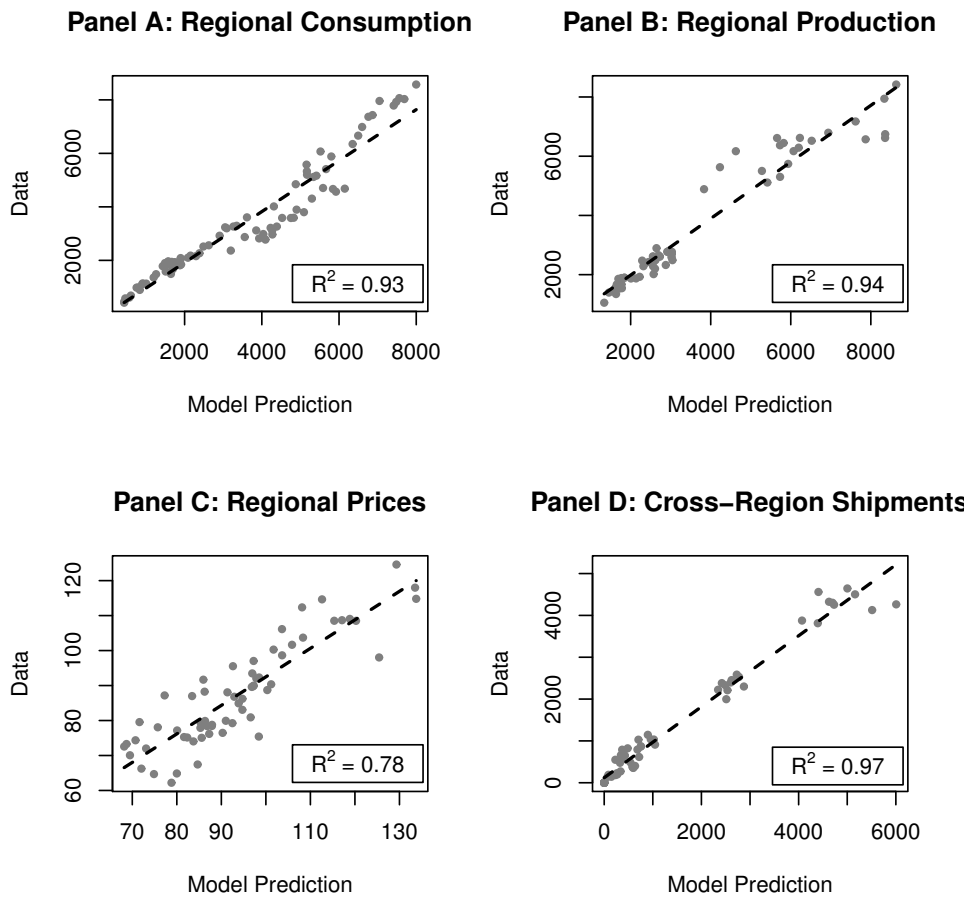 Panel A: Regional Consumption
Data
2000
6000
R² = 0.93
2000
4000
6000
8000
Model Prediction
Panel B: Regional Production
Data
2000
6000
R² = 0.94
2000
4000
6000
8000
Model Prediction
Panel C: Regional Prices
Data
60
80
100
120
R² = 0.78
70
80
90
110
130
Model Prediction
Panel D: Cross−Region Shipments
Data
0
2000
4000
R² = 0.97
0
2000
4000
6000
Model Prediction